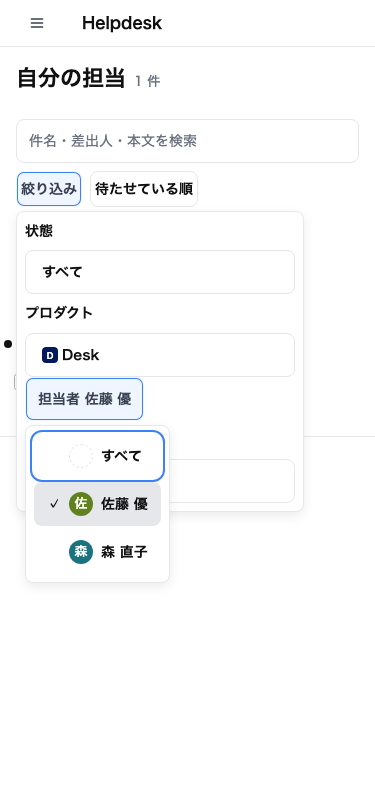 Helpdesk
自分の担当 1 件
件名・差出人・本文を検索
絞り込み 待たせている順
状態
すべて
プロダクト
D Desk
担当者 佐藤 優
すべて
✓ 佐 佐藤 優
森 森 直子